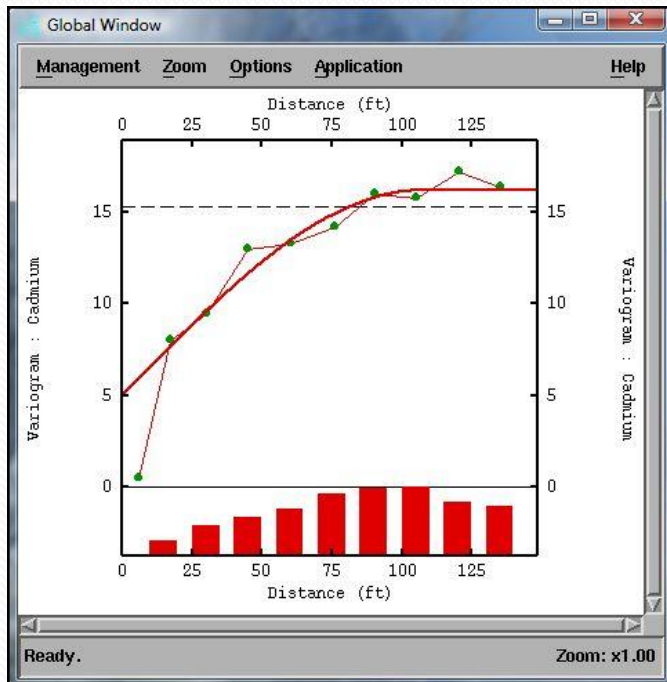 Global Window
Management Zoom Options Application Help
Distance (ft)
0 25 50 75 100 125
15 15
10 10
5 5
0 0
Variogram : Cadmium
Variogram : Cadmium
0 25 50 75 100 125
Distance (ft)
Ready. Zoom: x1.00